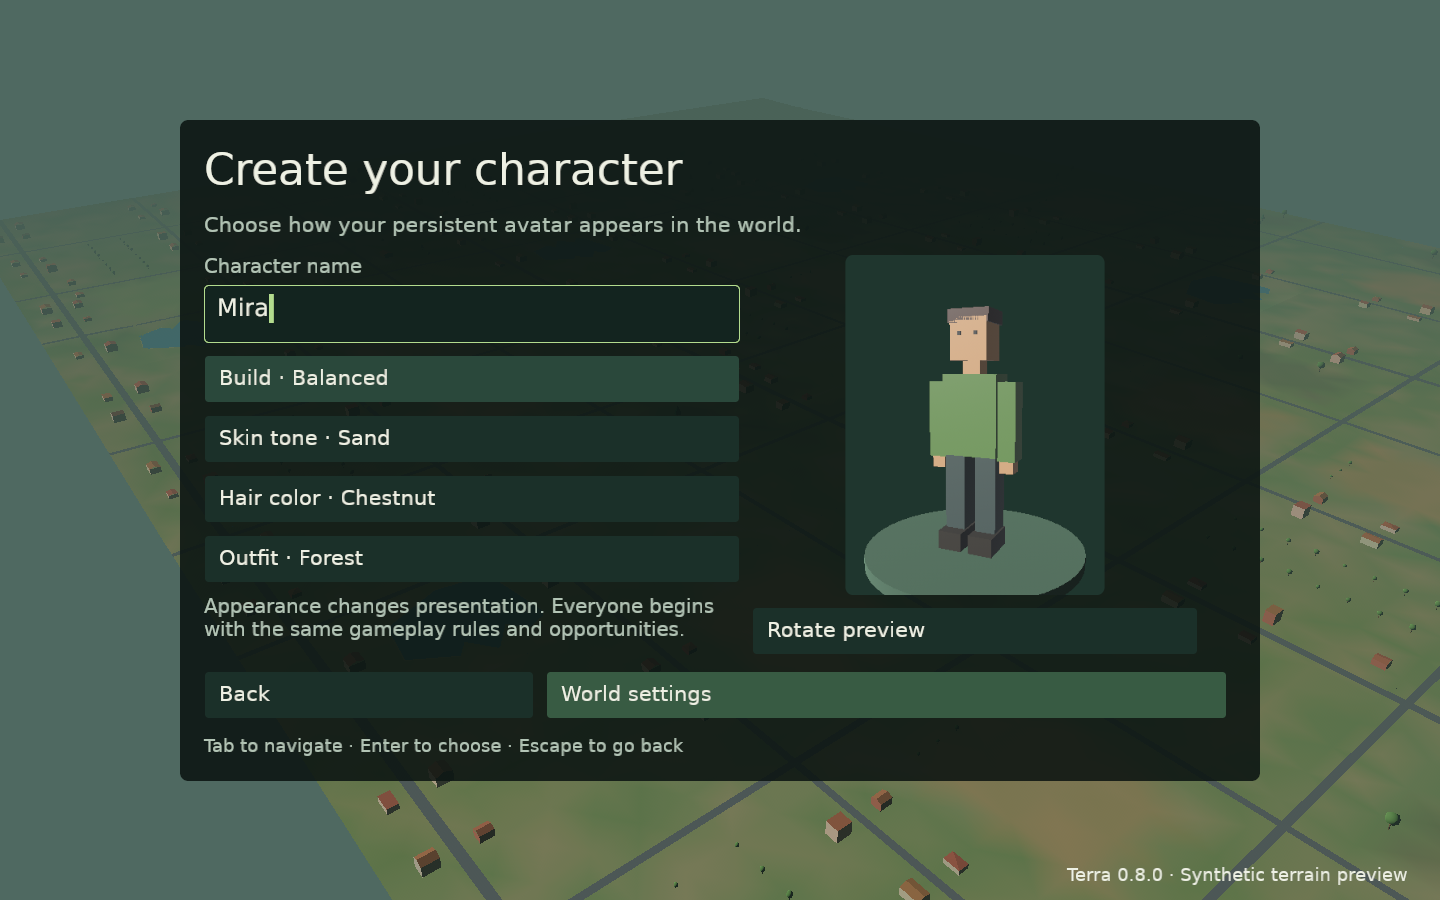 Create your character
Choose how your persistent avatar appears in the world.
Character name
Mira
Build · Balanced
Skin tone · Sand
Hair color · Chestnut
Outfit · Forest
Appearance changes presentation. Everyone begins
with the same gameplay rules and opportunities.
Rotate preview
Back
World settings
Tab to navigate · Enter to choose · Escape to go back
Terra 0.8.0 · Synthetic terrain preview